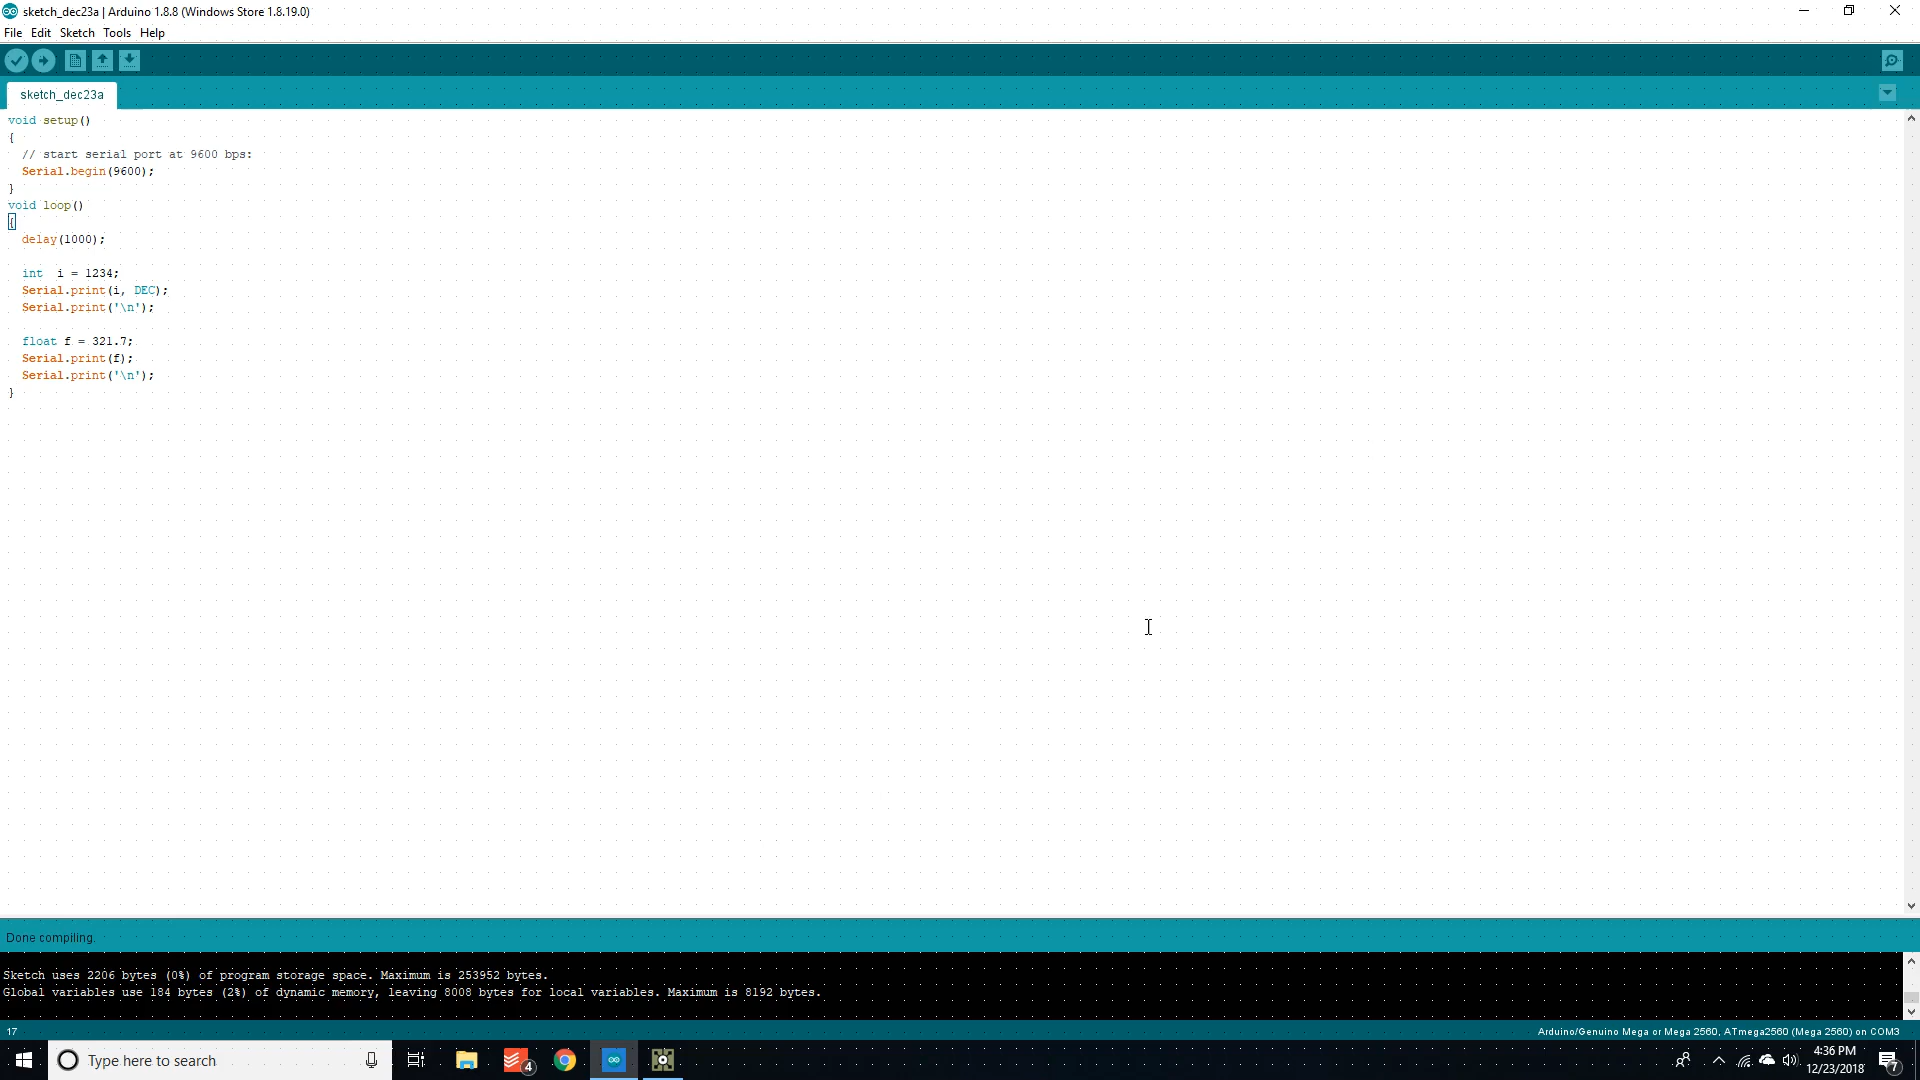 sketch_dec23a | Arduino 1.8.8 (Windows Store 1.8.19.0)
File Edit Sketch Tools Help
sketch_dec23a
void setup()
{
  // start serial port at 9600 bps:
  Serial.begin(9600);
}
void loop()
{
  delay(1000);

  int  i = 1234;
  Serial.print(i, DEC);
  Serial.print('\n');

  float f = 321.7;
  Serial.print(f);
  Serial.print('\n');
}
Done compiling.
Sketch uses 2206 bytes (0%) of program storage space. Maximum is 253952 bytes.
Global variables use 184 bytes (2%) of dynamic memory, leaving 8008 bytes for local variables. Maximum is 8192 bytes.
17
Arduino/Genuino Mega or Mega 2560, ATmega2560 (Mega 2560) on COM3
Type here to search
4
4:36 PM
12/23/2018
7